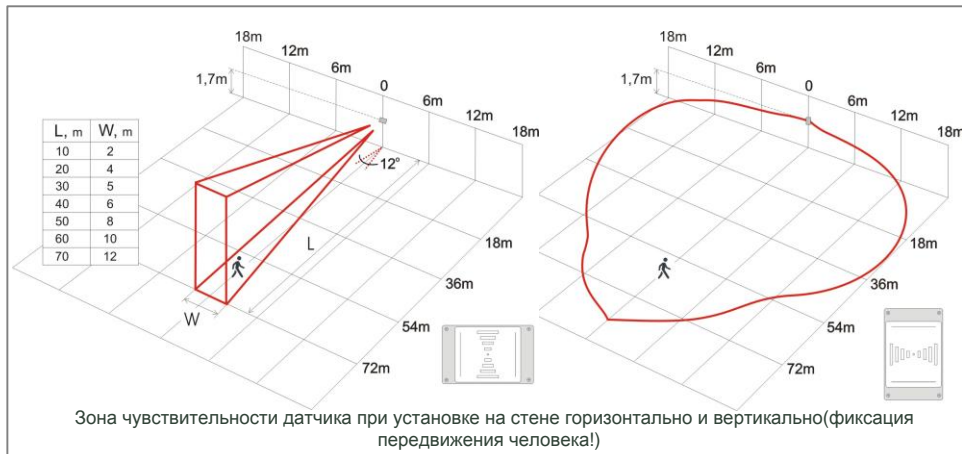 18m
12m
6m
0
6m
12m
18m
1,7m
L, m W, m
10 2
20 4
30 5
40 6
50 8
60 10
70 12
12°
L
W
18m
36m
54m
72m
18m
12m
6m
0
6m
12m
18m
1,7m
18m
36m
54m
72m
Зона чувствительности датчика при установке на стене горизонтально и вертикально(фиксация
передвижения человека!)